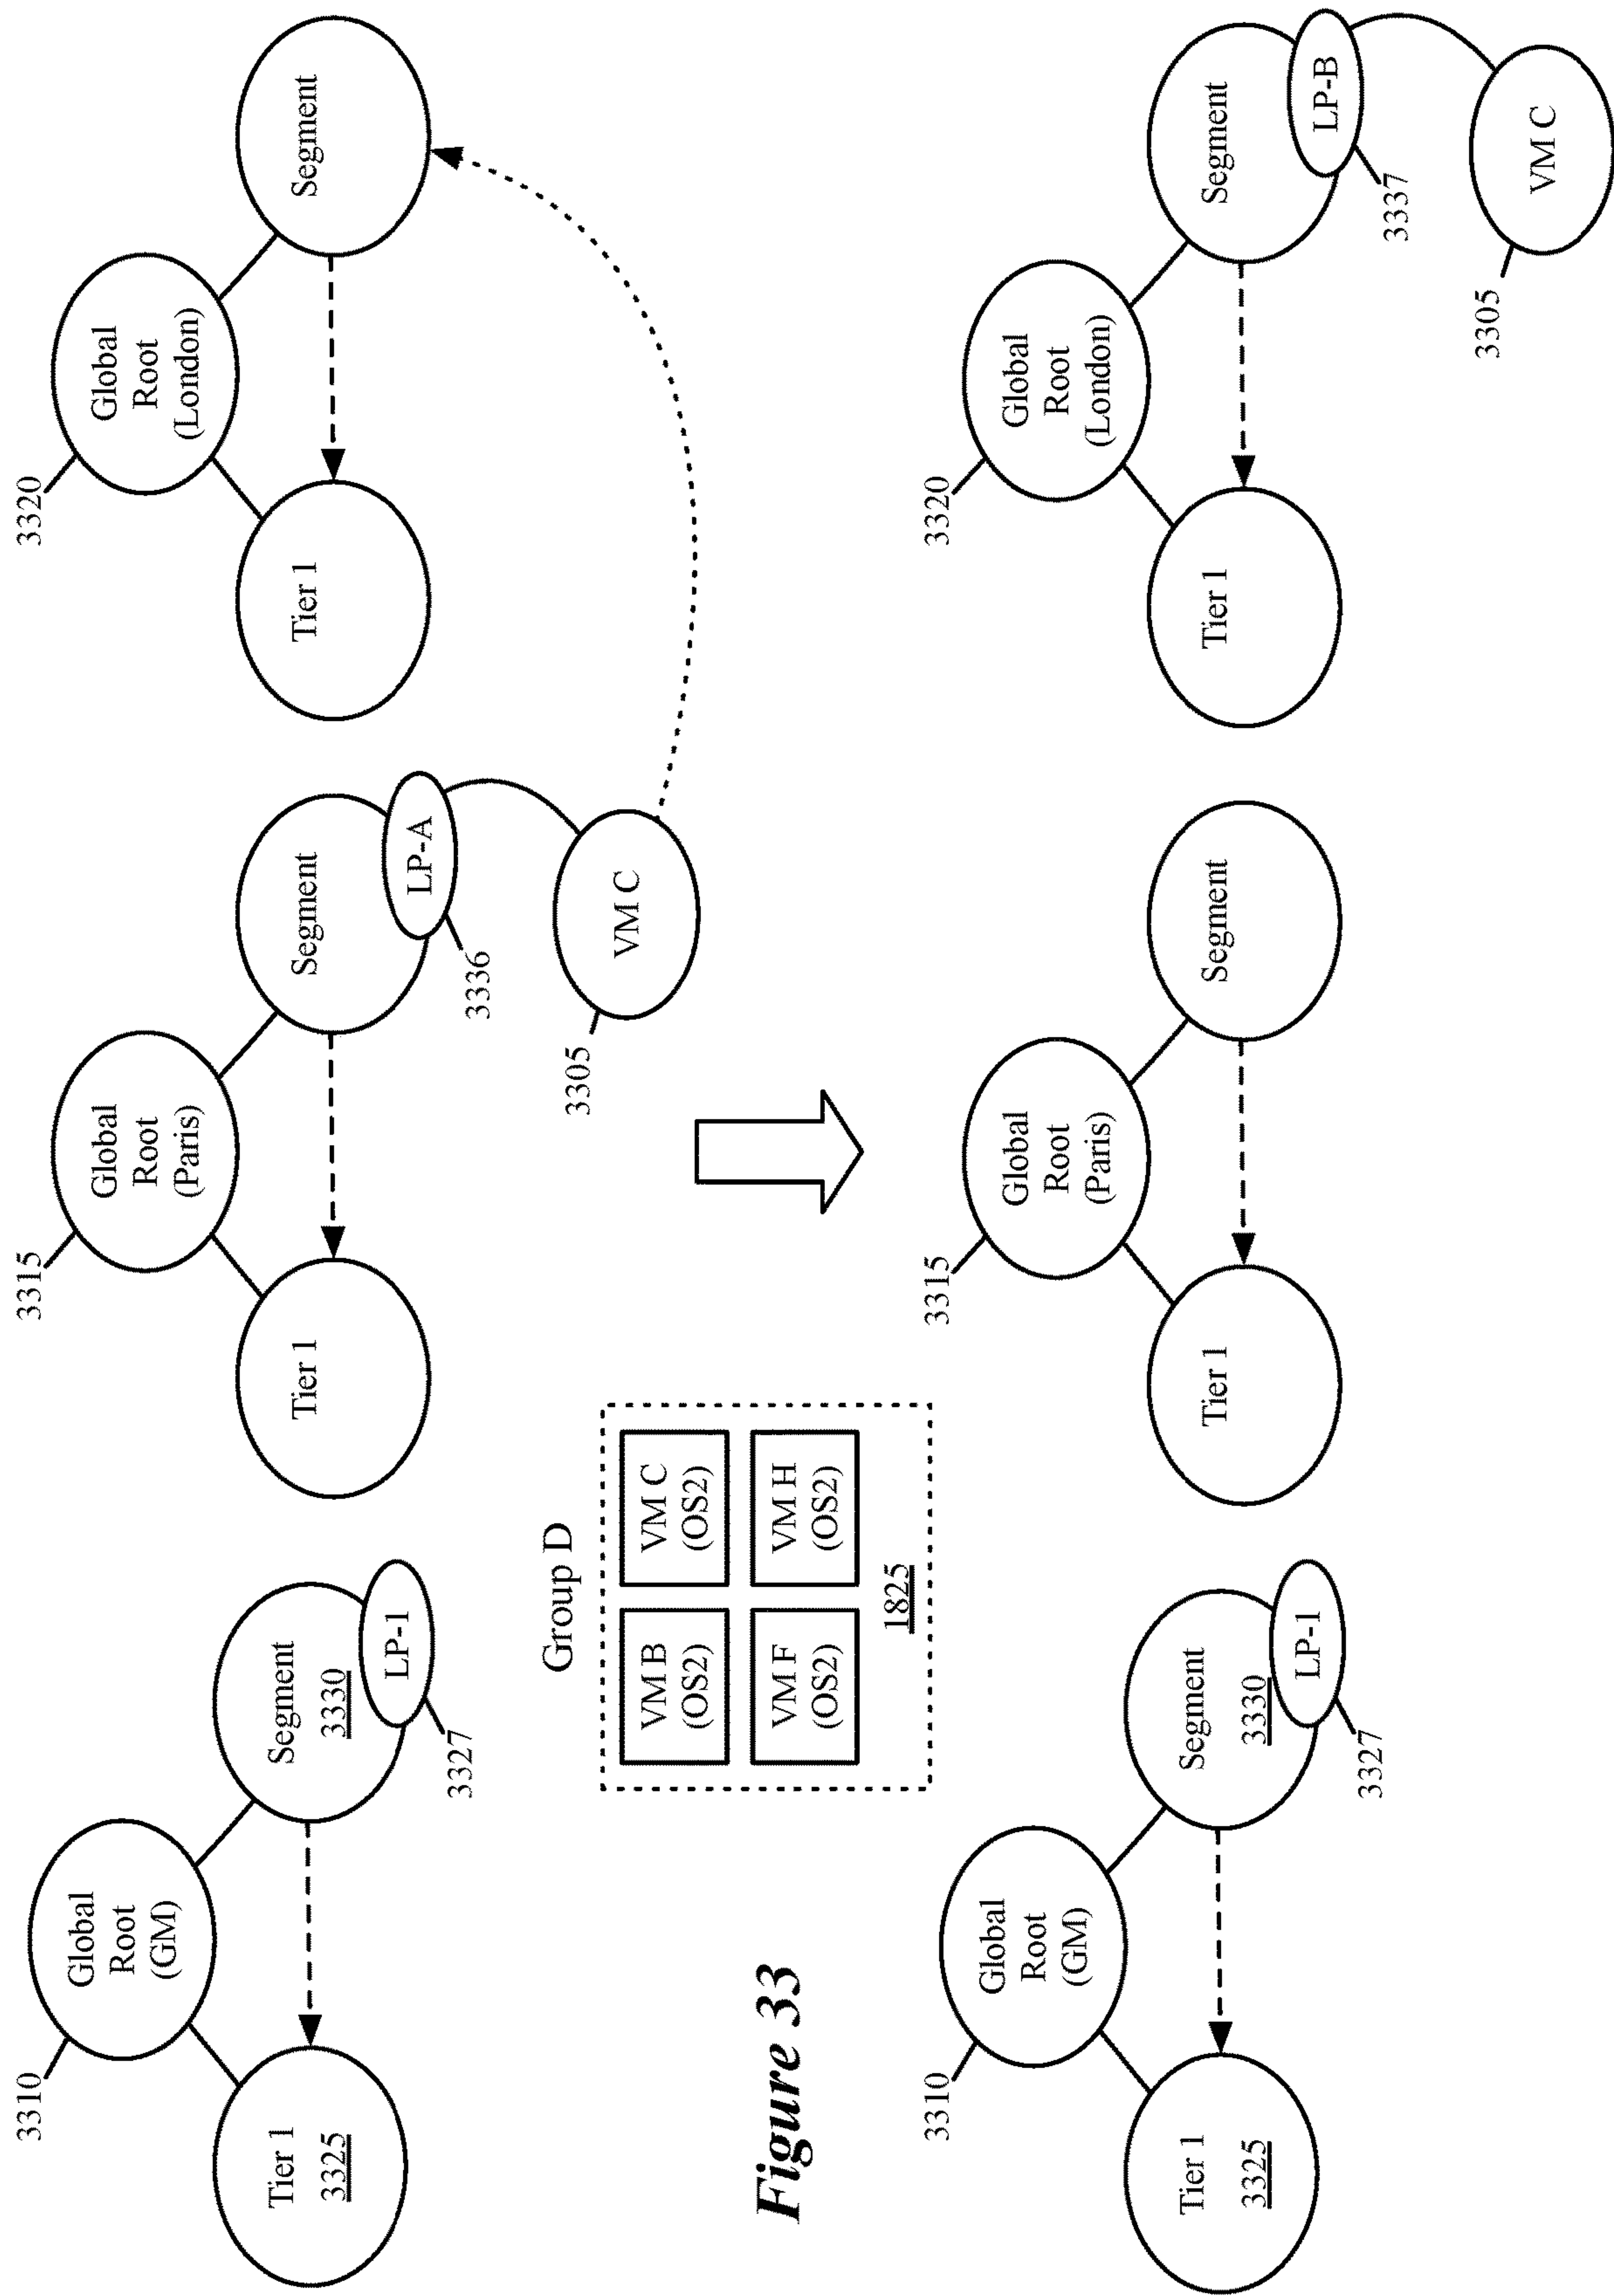 3310
Global
Root
(GM)
Tier 1
3325
Segment
3330
LP-1
3327
3315
Global
Root
(Paris)
Tier 1
Segment
LP-A
3336
VM C
3305
3320
Global
Root
(London)
Tier 1
Segment
Group D
VM B
(OS2)
VM C
(OS2)
VM F
(OS2)
VM H
(OS2)
1825
Figure 33
3310
Global
Root
(GM)
Tier 1
3325
Segment
3330
LP-1
3327
3315
Global
Root
(Paris)
Tier 1
Segment
3320
Global
Root
(London)
Tier 1
Segment
LP-B
3337
VM C
3305